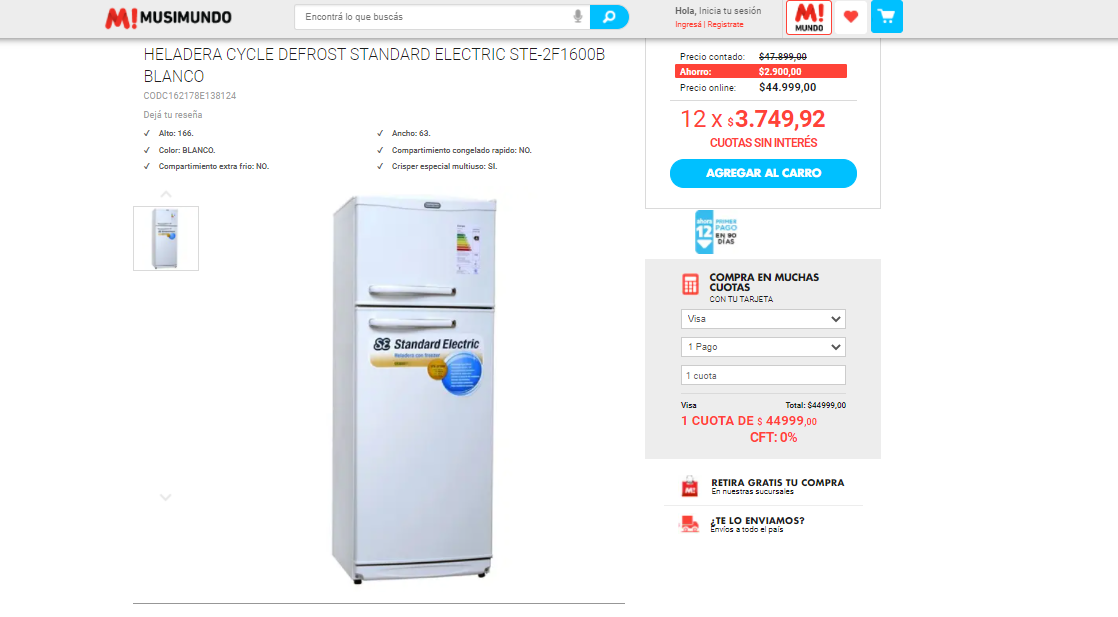 M! MUSIMUNDO
Encontrá lo que buscás
Hola, Inicia tu sesión
Ingresá | Registrate
M!
MUNDO
HELADERA CYCLE DEFROST STANDARD ELECTRIC STE-2F1600B
BLANCO
CODC162178E138124
Dejá tu reseña
✓ Alto: 166.
✓ Ancho: 63.
✓ Color: BLANCO.
✓ Compartimiento congelado rapido: NO.
✓ Compartimiento extra frio: NO.
✓ Crisper especial multiuso: SI.
SE Standard Electric
Heladera con freezer
Precio contado: $47.899,00
Ahorro: $2.900,00
Precio online: $44.999,00
12 x $3.749,92
CUOTAS SIN INTERÉS
AGREGAR AL CARRO
ahora
12
PRIMER
PAGO
EN 90
DÍAS
COMPRA EN MUCHAS
CUOTAS
CON TU TARJETA
Visa
1 Pago
1 cuota
Visa Total: $44999,00
1 CUOTA DE $ 44999,00
CFT: 0%
M!
RETIRA GRATIS TU COMPRA
En nuestras sucursales
¿TE LO ENVIAMOS?
Envíos a todo el país